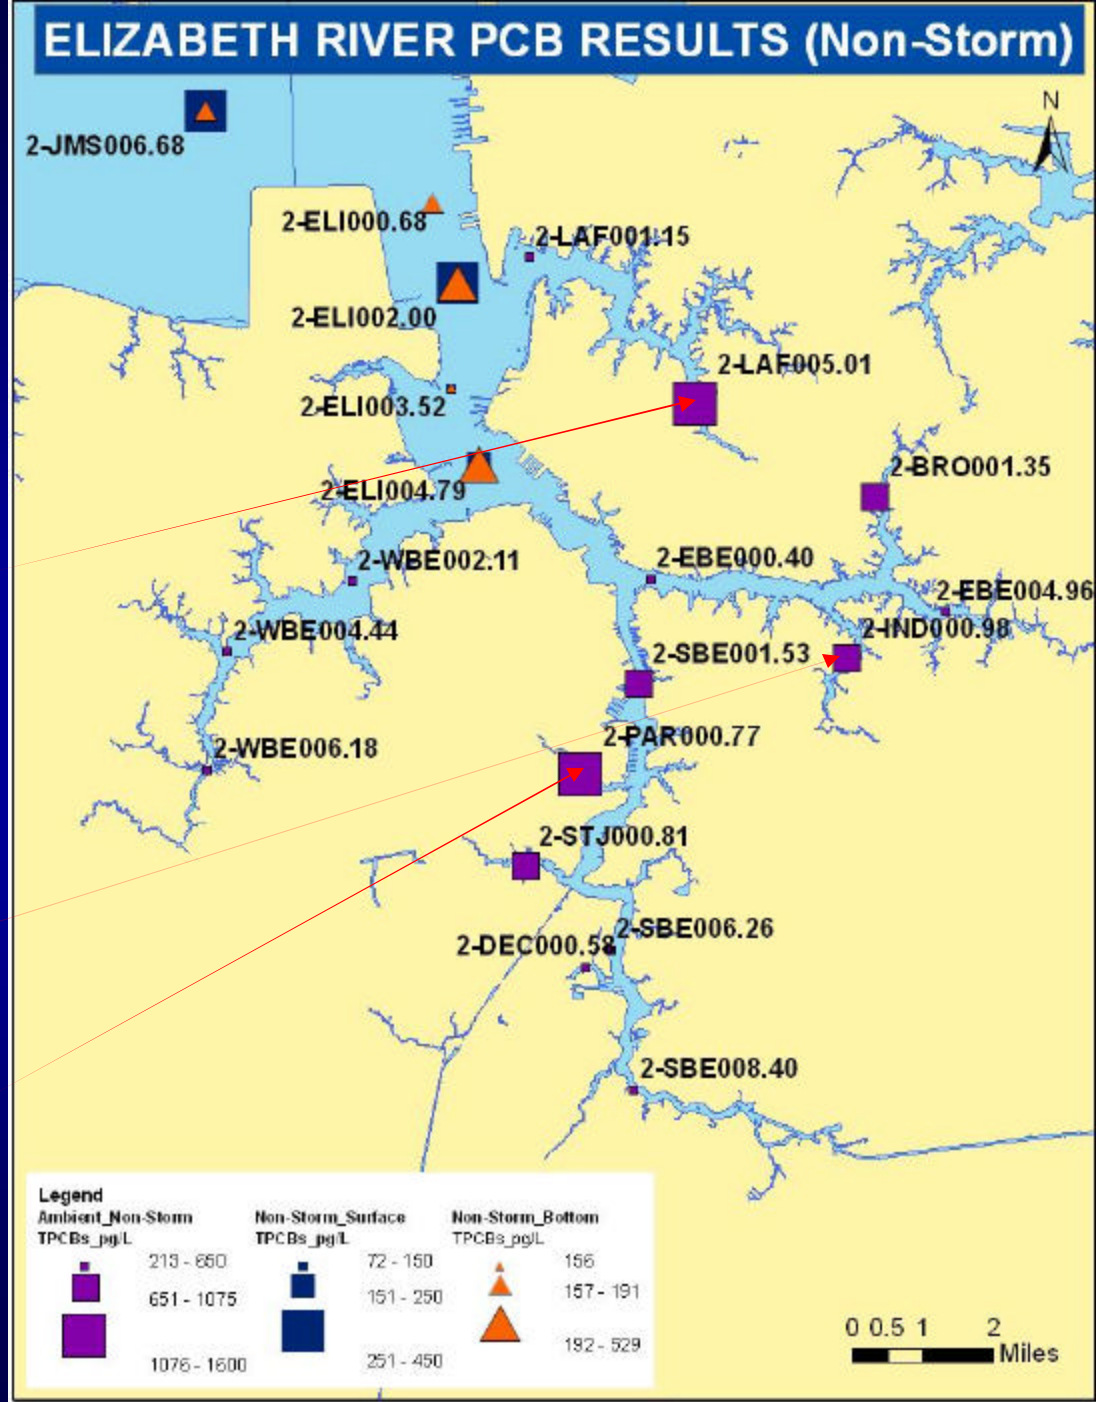 ELIZABETH RIVER PCB RESULTS (Non-Storm)
N
2-JMS006.68
2-ELI000.68
2-LAF001.15
2-ELI002.00
2-LAF005.01
2-ELI003.52
2-BRO001.35
2-ELI004.79
2-WBE002.11
2-EBE000.40
2-EBE004.96
2-WBE004.44
2-IND000.98
2-SBE001.53
2-PAR000.77
2-WBE006.18
2-STJ000.81
2-SBE006.26
2-DEC000.58
2-SBE008.40
Legend
Ambient_Non-Storm
TPCBs_pg/L
213 - 650
651 - 1075
1076 - 1600
Non-Storm_Surface
TPCBs_pg/L
72 - 150
151 - 250
251 - 450
Non-Storm_Bottom
TPCBs_pg/L
156
157 - 191
192 - 529
0 0.5 1 2
Miles